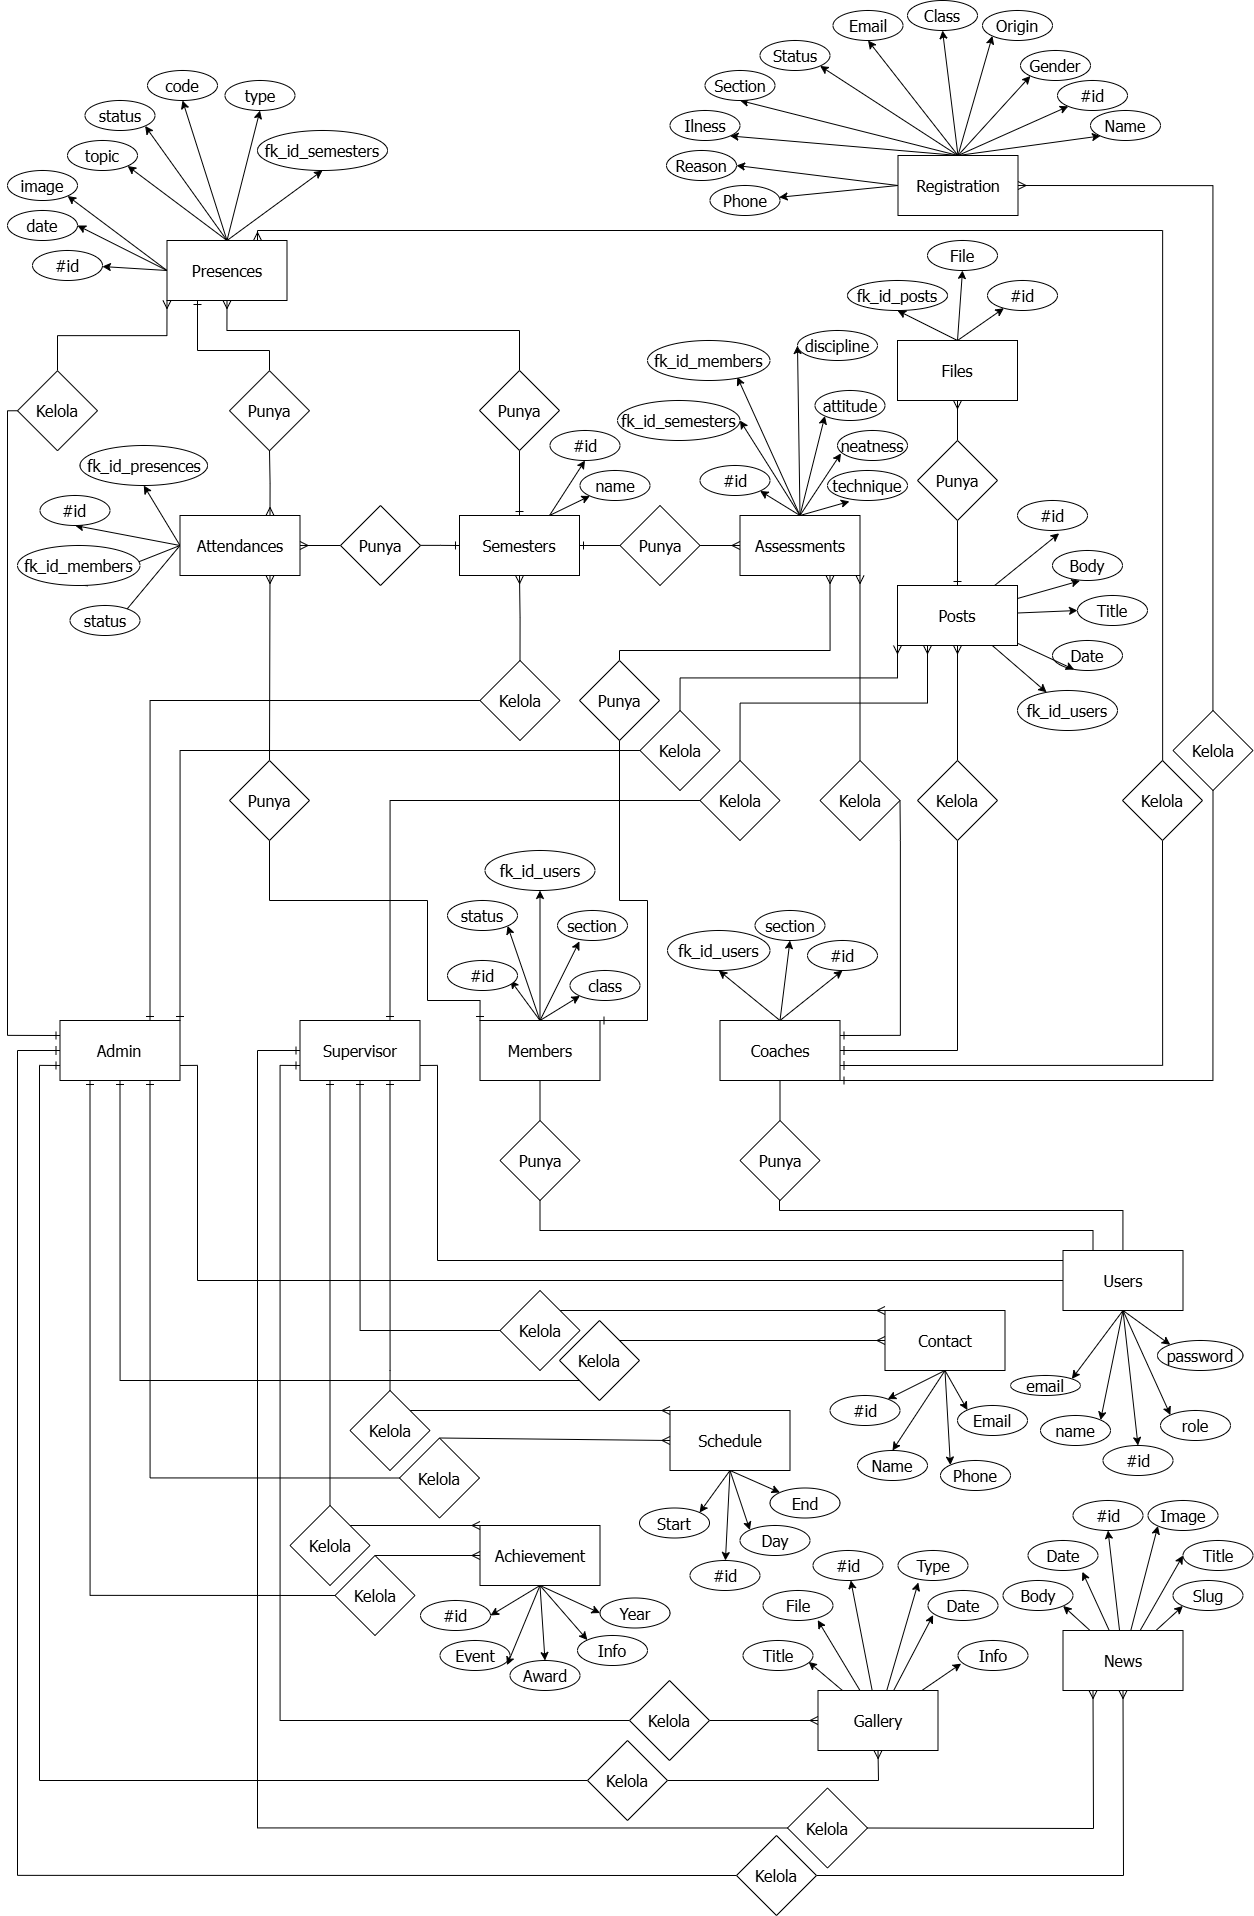 Email
Class
Origin
Status
Gender
Section
#id
Ilness
Name
Reason
Phone
Registration
code
type
status
fk_id_semesters
topic
image
date
#id
Presences
File
fk_id_posts
#id
Files
Kelola
Punya
Punya
discipline
fk_id_members
attitude
fk_id_semesters
neatness
#id
technique
Punya
#id
name
fk_id_presences
#id
fk_id_members
status
Attendances
Punya
Semesters
Punya
Assessments
#id
Body
Title
Date
fk_id_users
Posts
Kelola
Punya
Kelola
Kelola
Punya
Kelola
Kelola
Kelola
Kelola
Kelola
fk_id_users
status
section
#id
class
fk_id_users
section
#id
Admin
Supervisor
Members
Coaches
Punya
Punya
Users
Kelola
Kelola
Contact
password
email
role
name
#id
#id
Email
Name
Phone
Kelola
Kelola
Schedule
End
Start
Day
#id
Kelola
Kelola
Achievement
#id
Year
Event
Info
Award
#id
Type
File
Date
Title
Info
#id
Image
Date
Title
Body
Slug
News
Kelola
Gallery
Kelola
Kelola
Kelola